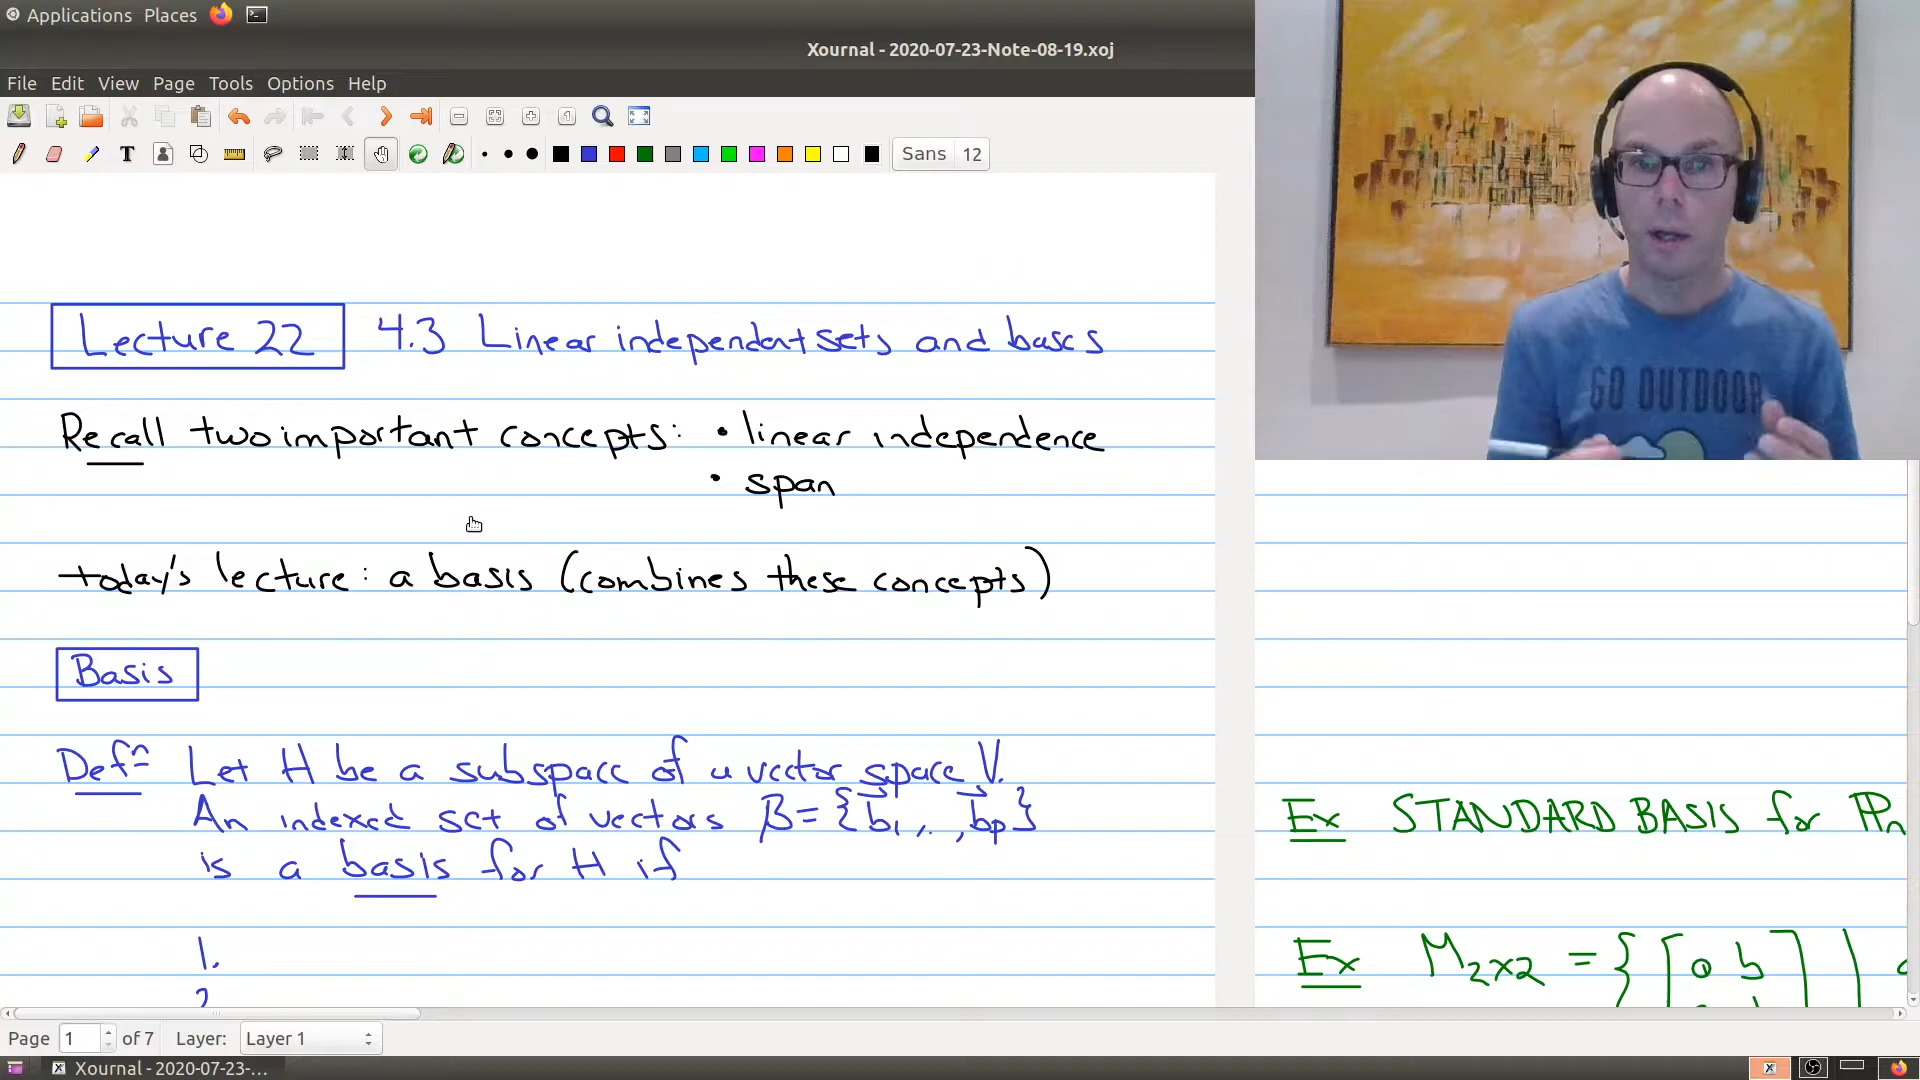 Applications Places
Xournal - 2020-07-23-Note-08-19.xoj
File Edit View Page Tools Options Help
Sans 12
GO OUTDOOR
Lecture 22 4.3 Linear independent sets and bases
Recall two important concepts: • linear independence
• span
today's lecture: a basis (combines these concepts)
Basis
Defⁿ Let H be a subspace of a vector space V.
An indexed set of vectors β = {b⃗₁, .., b⃗ₚ}
is a basis for H if
1.
2
Ex STANDARD BASIS for ℙₙ
Ex M₂ₓ₂ = { [ a b ] |
Page 1 of 7 Layer: Layer 1
Xournal - 2020-07-23-...